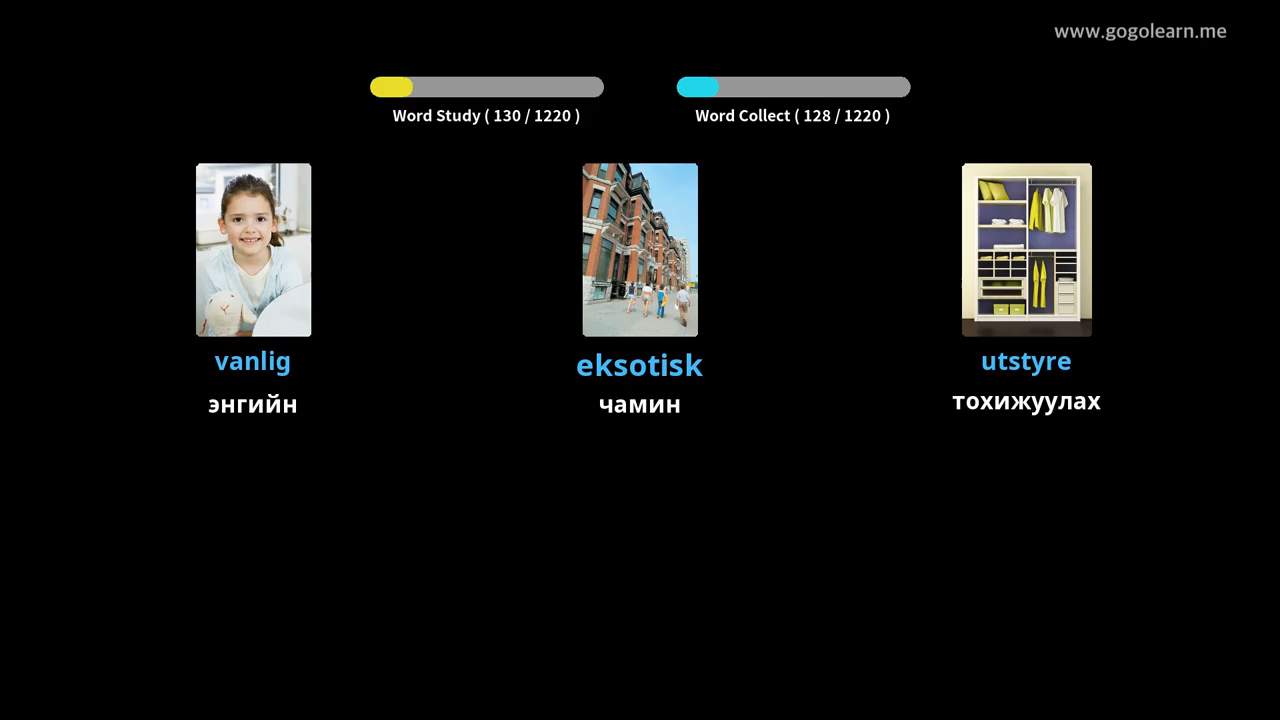 www.gogolearn.me
Word Study ( 130 / 1220 )
Word Collect ( 128 / 1220 )
vanlig
eksotisk
utstyre
энгийн
чамин
тохижуулах